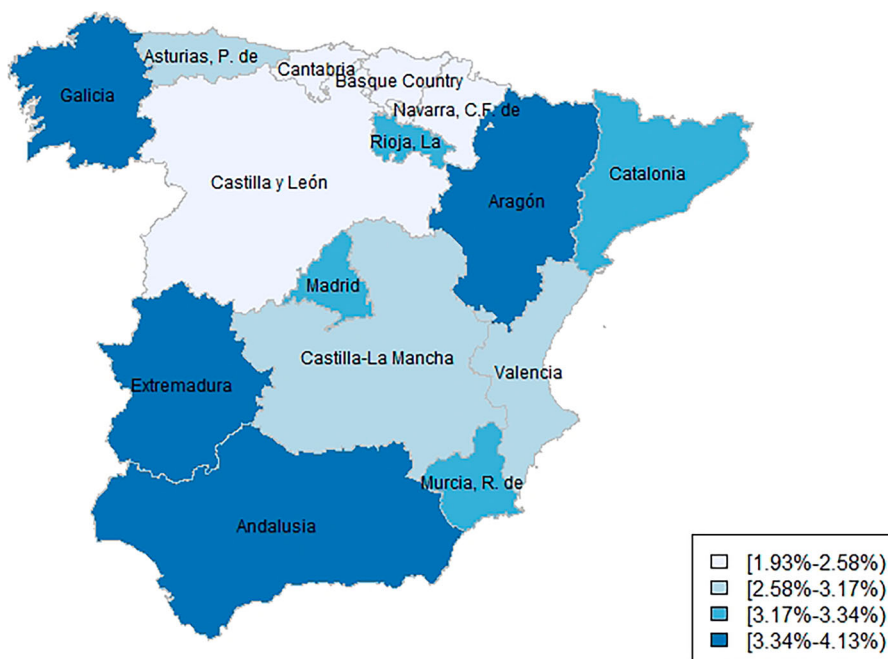 Asturias, P. de
Cantabria
Basque Country
Galicia
Navarra, C.F. de
Rioja, La
Catalonia
Castilla y León
Aragón
Madrid
Castilla-La Mancha
Valencia
Extremadura
Murcia, R. de
Andalusia
[1.93%-2.58%)
[2.58%-3.17%)
[3.17%-3.34%)
[3.34%-4.13%)